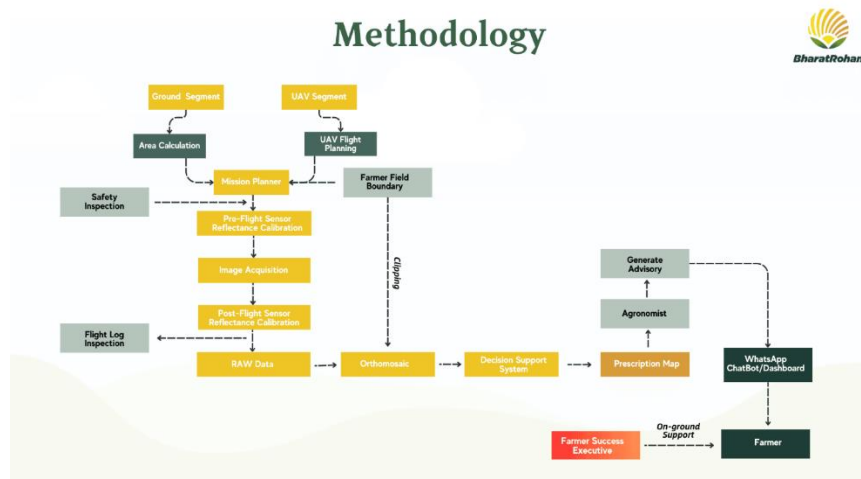 Methodology
BharatRohan
Ground Segment
UAV Segment
Area Calculation
UAV Flight
Planning
Mission Planner
Farmer Field
Boundary
Safety
Inspection
Pre-Flight Sensor
Reflectance Calibration
Clipping
Image Acquisition
Generate
Advisory
Post-Flight Sensor
Reflectance Calibration
Agronomist
Flight Log
Inspection
RAW Data
Orthomosaic
Decision Support
System
Prescription Map
WhatsApp
ChatBot/Dashboard
Farmer Success
Executive
On-ground
Support
Farmer